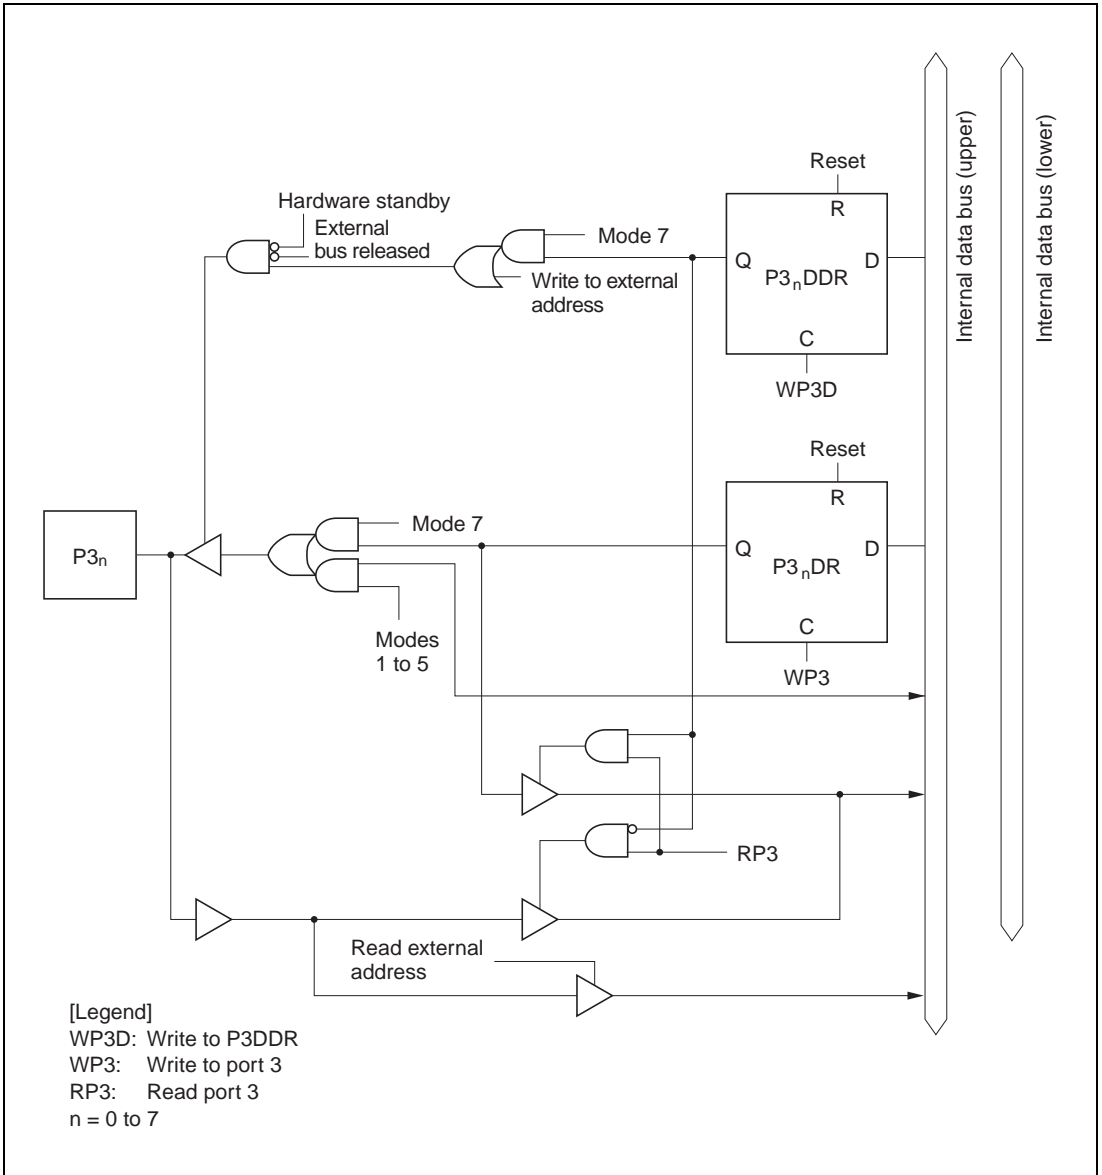 Reset
R
Hardware standby
External
bus released
Mode 7
Write to external
address
Q
P3nDDR
D
C
WP3D
Internal data bus (upper)
Internal data bus (lower)
Reset
R
P3n
Mode 7
Q
P3nDR
D
C
WP3
Modes
1 to 5
RP3
Read external
address
[Legend]
WP3D: Write to P3DDR
WP3: Write to port 3
RP3: Read port 3
n = 0 to 7